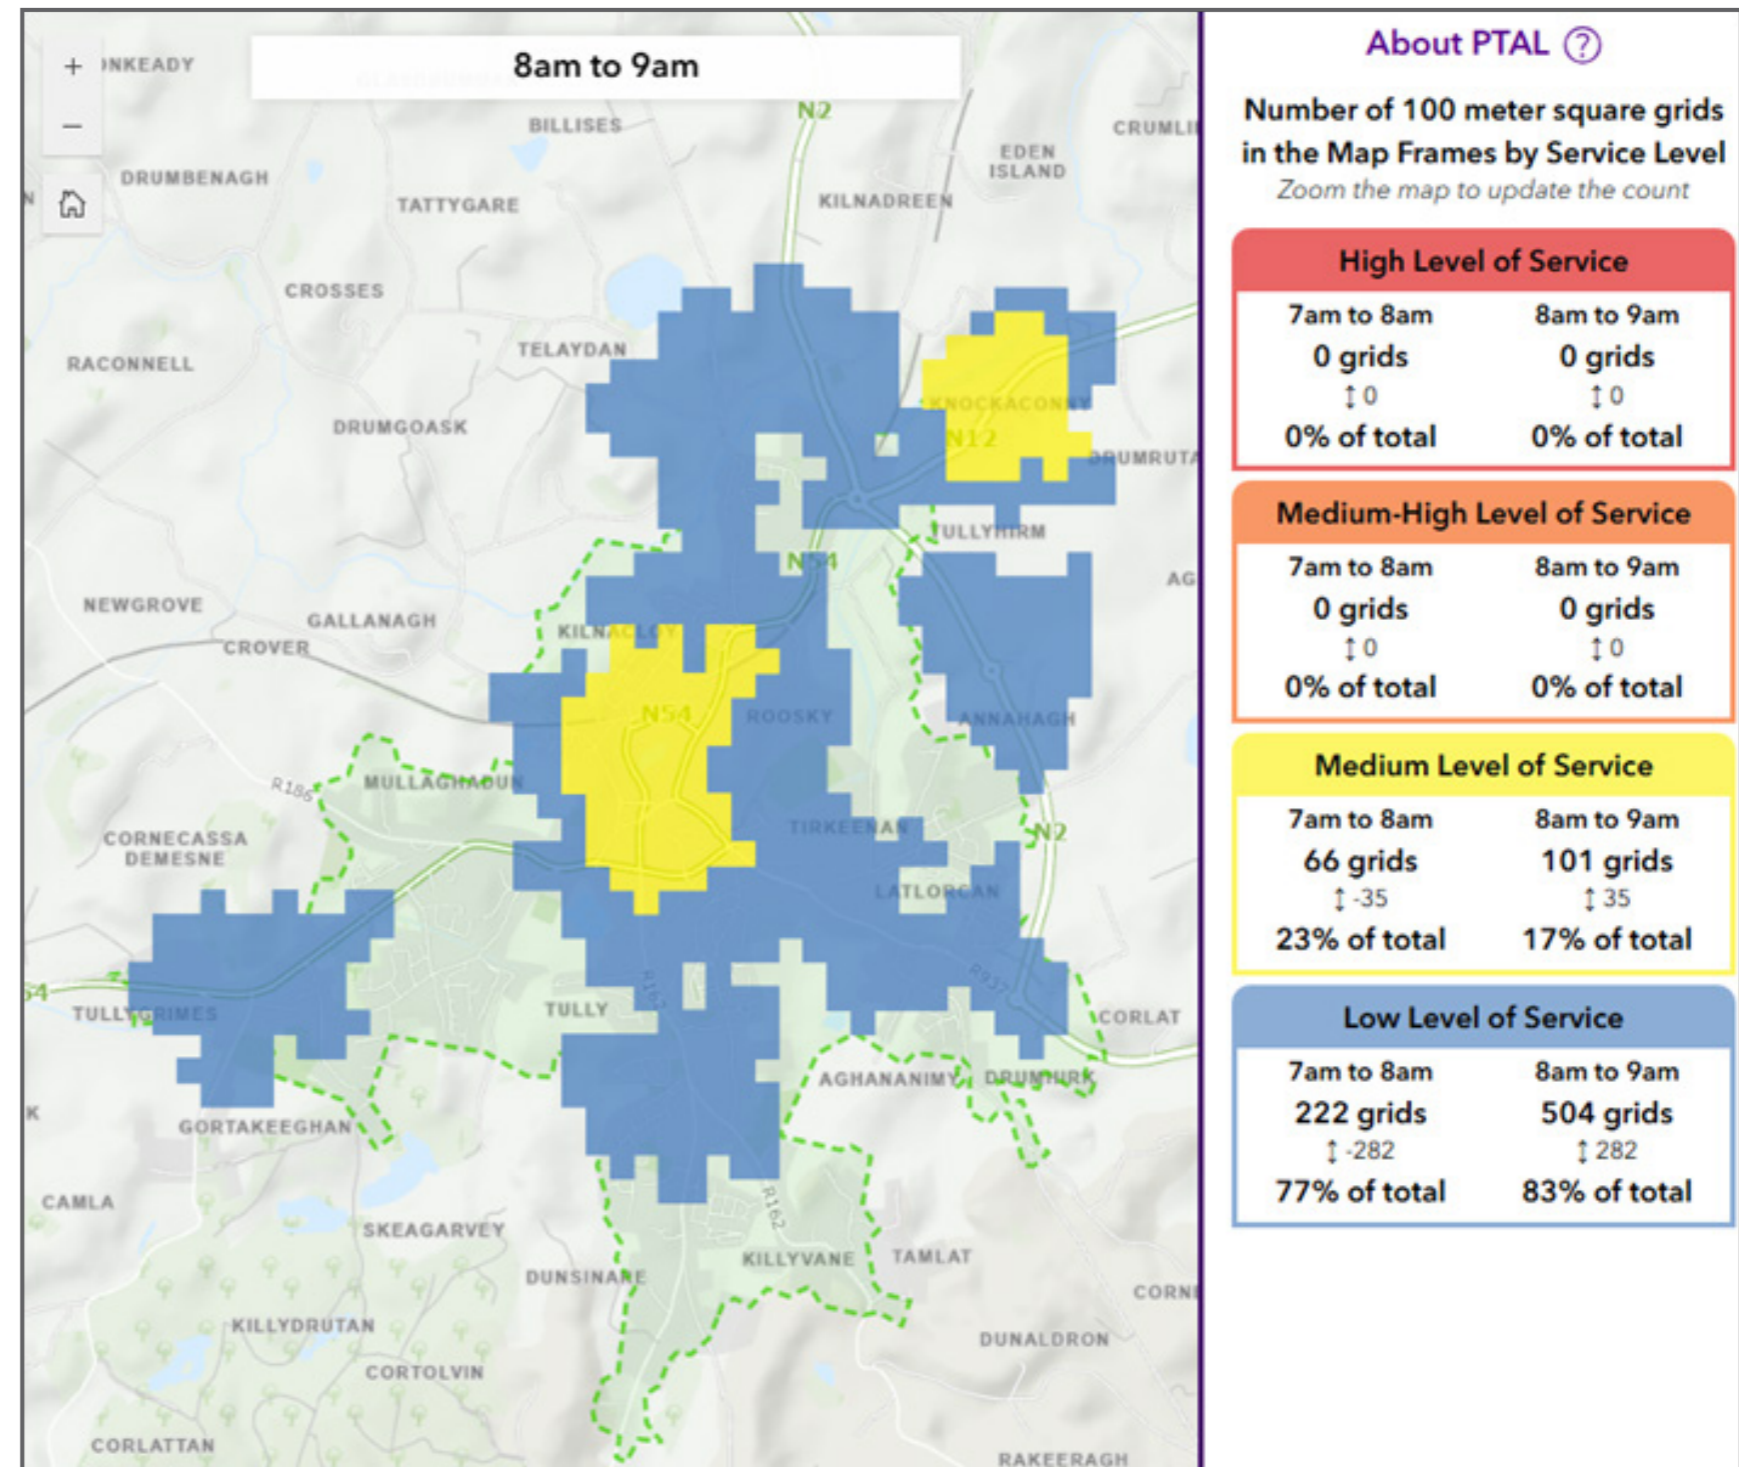 8am to 9am
BILLISES
N2
CRUMLI
EDEN
ISLAND
DRUMBENAGH
TATTYGARE
KILNADREEN
CROSSES
TELAYDAN
RACONNELL
KNOCKACONNY
DRUMGOASK
N12
DRUMRUTA
TULLYHIRM
N54
AG
NEWGROVE
GALLANAGH
KILNACLOY
CROVER
N54
ROOSKY
ANNAHAGH
MULLAGHADUN
R186
TIRKEENAN
N2
CORNECASSA
DEMESNE
LATLORCAN
R162
R937
54
TULLYGRIMES
TULLY
CORLAT
AGHANANIMY
DRUMHIRK
K
GORTAKEEGHAN
CAMLA
R162
SKEAGARVEY
KILLYVANE
TAMLAT
DUNSINARE
CORN
KILLYDRUTAN
DUNALDRON
CORTOLVIN
CORLATTAN
RAKEERAGH
About PTAL ?
Number of 100 meter square grids
in the Map Frames by Service Level
Zoom the map to update the count
High Level of Service
7am to 8am 8am to 9am
0 grids 0 grids
↕ 0 ↕ 0
0% of total 0% of total
Medium-High Level of Service
7am to 8am 8am to 9am
0 grids 0 grids
↕ 0 ↕ 0
0% of total 0% of total
Medium Level of Service
7am to 8am 8am to 9am
66 grids 101 grids
↕ -35 ↕ 35
23% of total 17% of total
Low Level of Service
7am to 8am 8am to 9am
222 grids 504 grids
↕ -282 ↕ 282
77% of total 83% of total